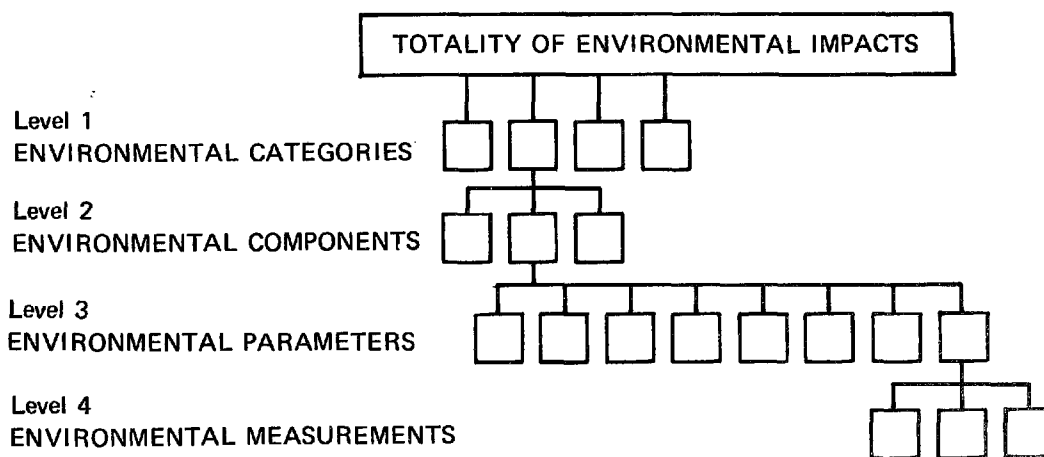 TOTALITY OF ENVIRONMENTAL IMPACTS
Level 1
ENVIRONMENTAL CATEGORIES
Level 2
ENVIRONMENTAL COMPONENTS
Level 3
ENVIRONMENTAL PARAMETERS
Level 4
ENVIRONMENTAL MEASUREMENTS